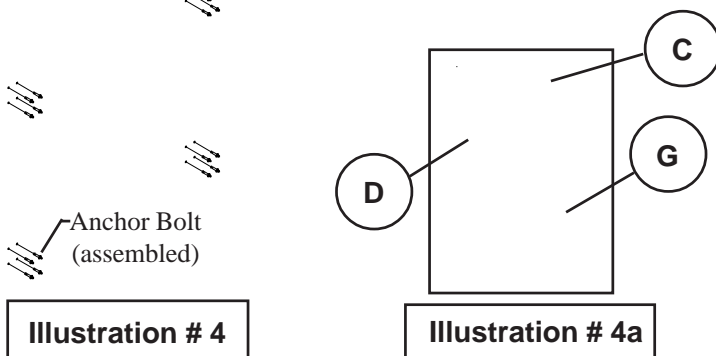 C
G
D
Anchor Bolt
(assembled)
Illustration # 4
Illustration # 4a